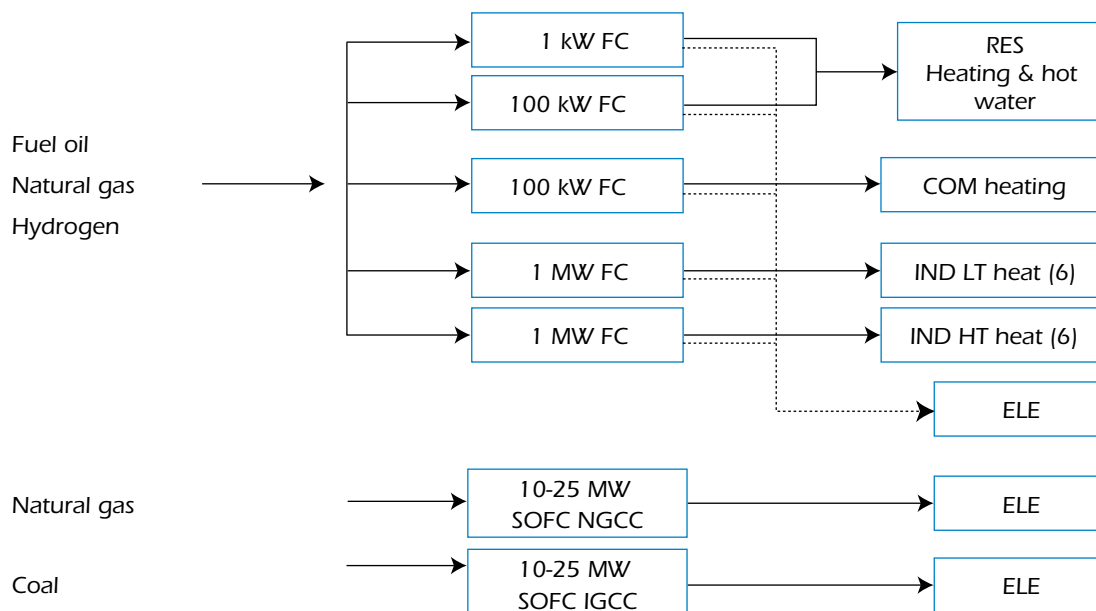 1 kW FC
RES
Heating & hot
water
100 kW FC
Fuel oil
Natural gas
Hydrogen
100 kW FC
COM heating
1 MW FC
IND LT heat (6)
1 MW FC
IND HT heat (6)
ELE
Natural gas
10-25 MW
SOFC NGCC
ELE
Coal
10-25 MW
SOFC IGCC
ELE